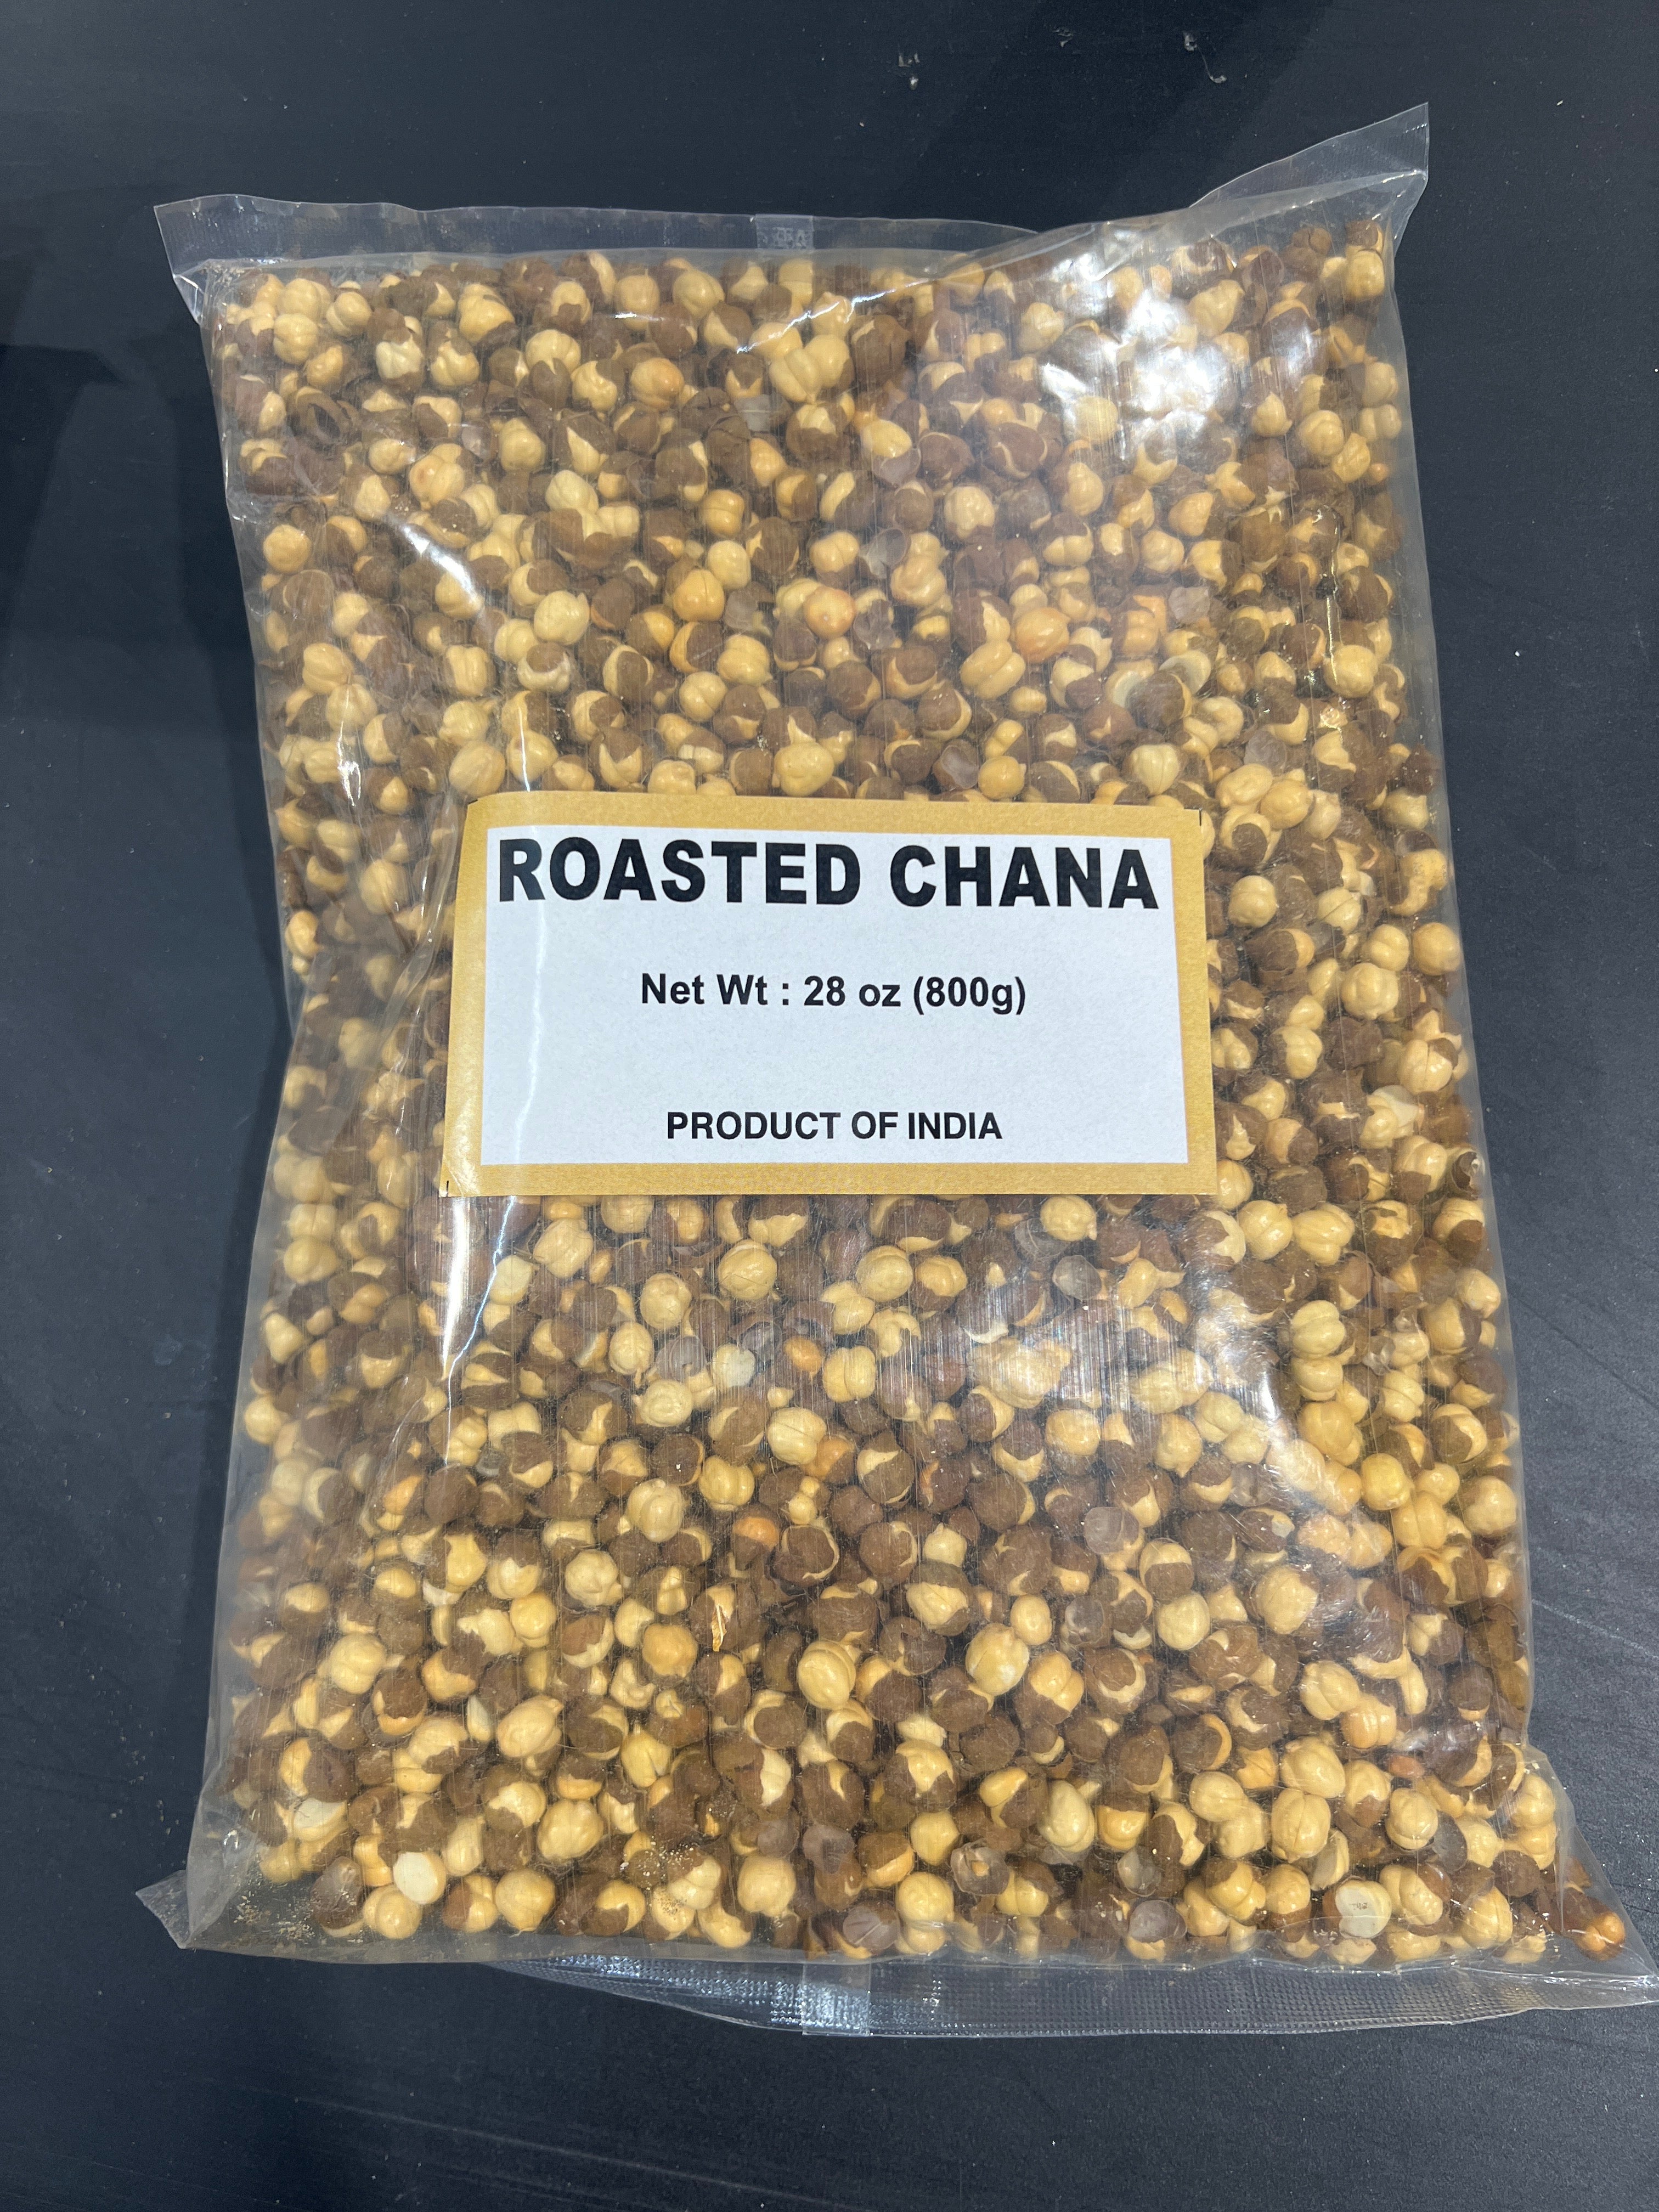 ROASTED CHANA
Net Wt : 28 oz (800g)
PRODUCT OF INDIA